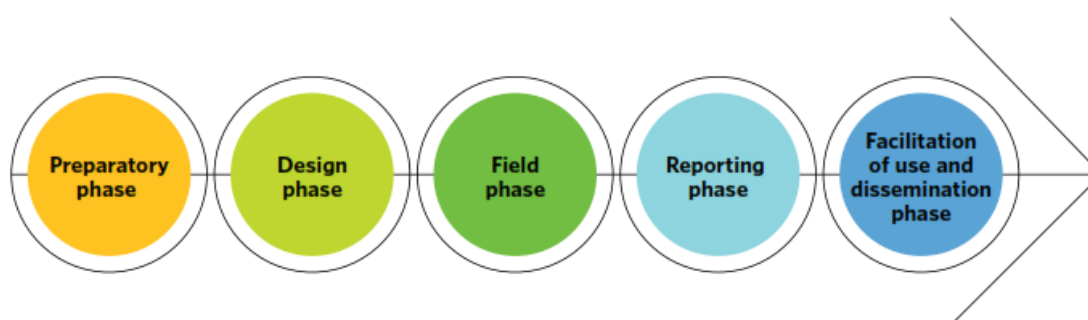 Preparatory
phase
Design
phase
Field
phase
Reporting
phase
Facilitation
of use and
dissemination
phase